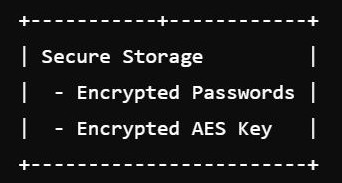 +-----------+------------+
| Secure Storage         |
|  - Encrypted Passwords |
|  - Encrypted AES Key   |
+------------------------+